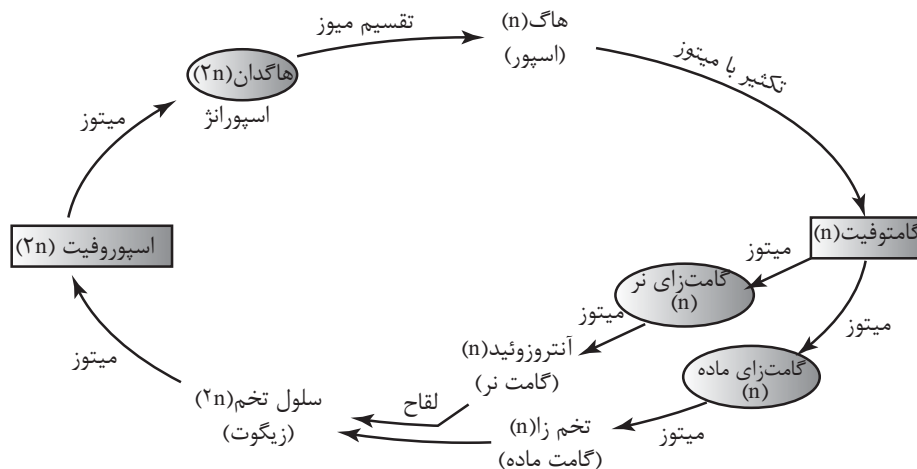 تقسیم میوز
هاگ(n)
(اسپور)
تکثیر با میتوز
هاگدان(۲n)
اسپورانژ
میتوز
گامتوفیت(n)
اسپوروفیت (۲n)
میتوز
گامت‌زای نر
(n)
میتوز
میتوز
آنتروزوئید(n)
(گامت نر)
گامت‌زای ماده
(n)
میتوز
میتوز
لقاح
سلول تخم(۲n)
(زیگوت)
تخم زا(n)
(گامت ماده)
میتوز